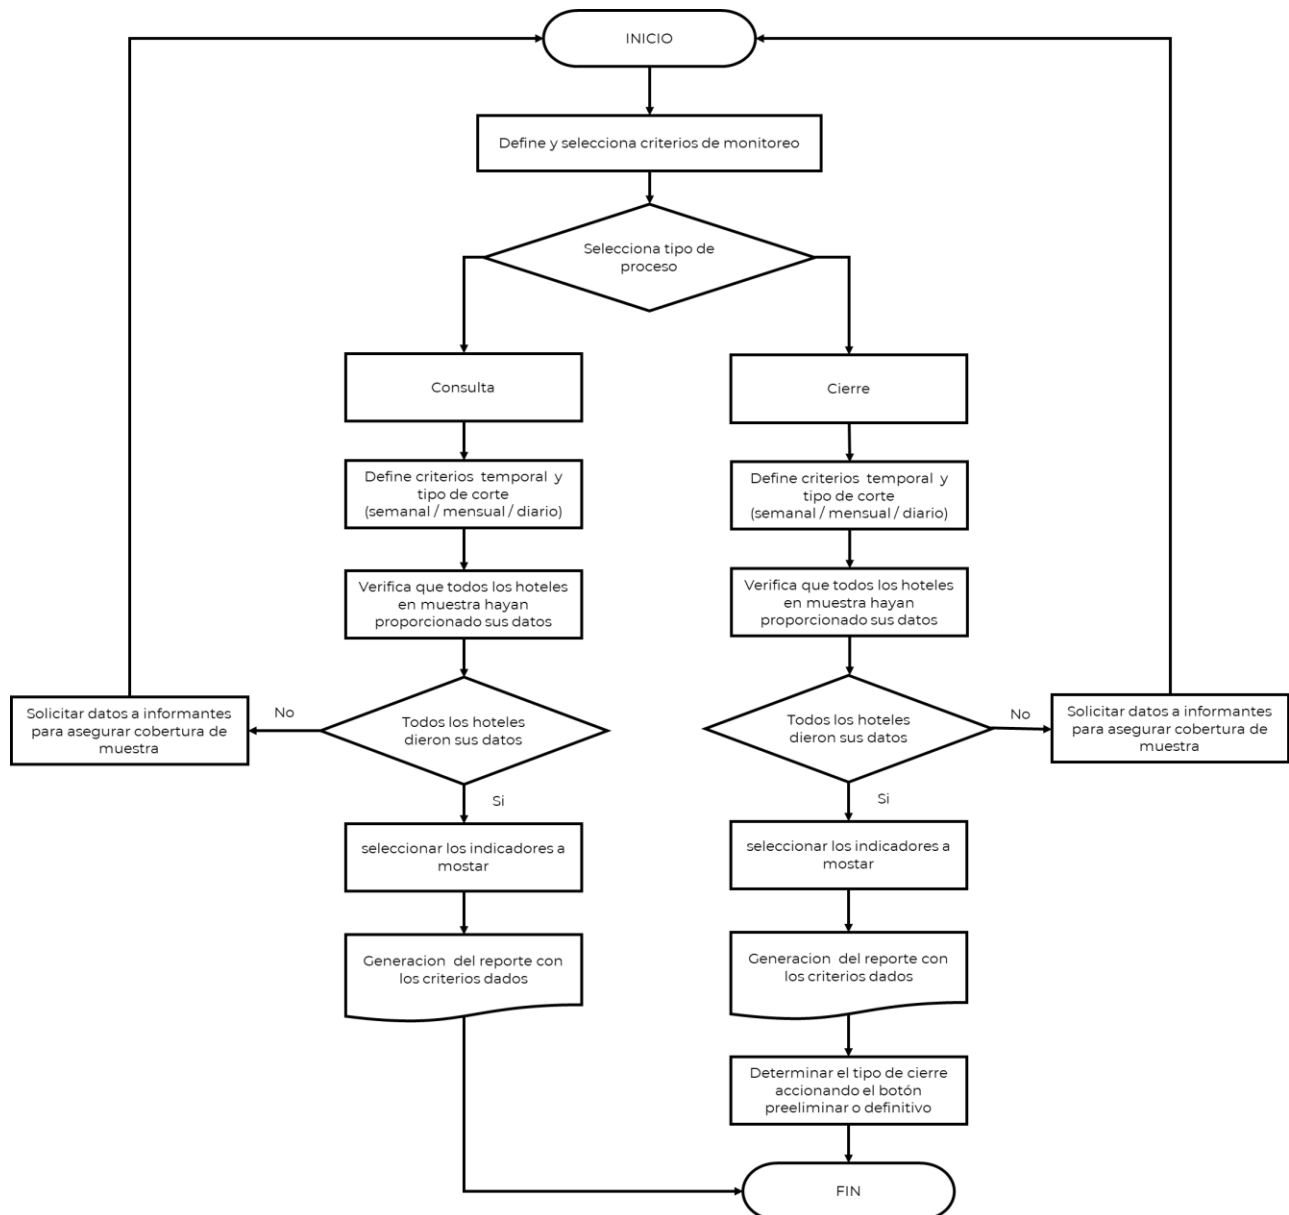 INICIO
Define y selecciona criterios de monitoreo
Selecciona tipo de
proceso
Consulta
Cierre
Define criterios temporal y
tipo de corte
(semanal / mensual / diario)
Define criterios temporal y
tipo de corte
(semanal / mensual / diario)
Verifica que todos los hoteles
en muestra hayan
proporcionado sus datos
Verifica que todos los hoteles
en muestra hayan
proporcionado sus datos
Solicitar datos a informantes
para asegurar cobertura de
muestra
No
Todos los hoteles
dieron sus datos
Todos los hoteles
dieron sus datos
No
Solicitar datos a informantes
para asegurar cobertura de
muestra
Si
Si
seleccionar los indicadores a
mostar
seleccionar los indicadores a
mostar
Generacion del reporte con
los criterios dados
Generacion del reporte con
los criterios dados
Determinar el tipo de cierre
accionando el botón
preeliminar o definitivo
FIN